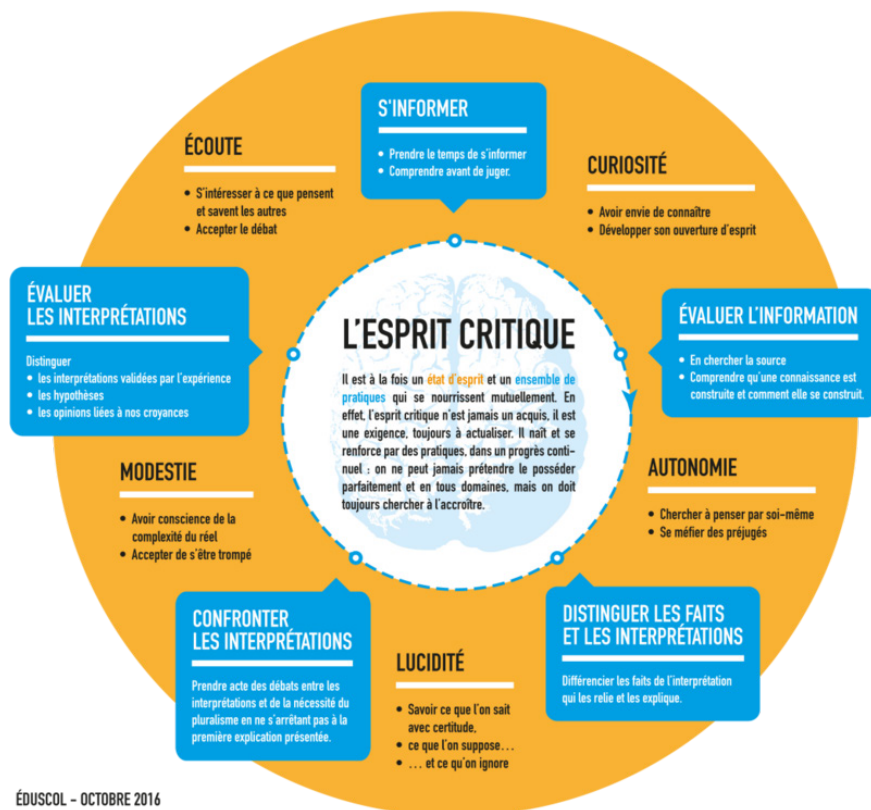 S'INFORMER
• Prendre le temps de s'informer
• Comprendre avant de juger.
ÉCOUTE
• S'intéresser à ce que pensent
et savent les autres
• Accepter le débat
CURIOSITÉ
• Avoir envie de connaître
• Développer son ouverture d'esprit
ÉVALUER
LES INTERPRÉTATIONS
Distinguer
• les interprétations validées par l'expérience
• les hypothèses
• les opinions liées à nos croyances
L'ESPRIT CRITIQUE
Il est à la fois un état d'esprit et un ensemble de
pratiques qui se nourrissent mutuellement. En
effet, l'esprit critique n'est jamais un acquis, il est
une exigence, toujours à actualiser. Il naît et se
renforce par des pratiques, dans un progrès conti-
nuel : on ne peut jamais prétendre le posséder
parfaitement et en tous domaines, mais on doit
toujours chercher à l'accroître.
ÉVALUER L'INFORMATION
• En chercher la source
• Comprendre qu'une connaissance est
construite et comment elle se construit.
MODESTIE
• Avoir conscience de la
complexité du réel
• Accepter de s'être trompé
AUTONOMIE
• Chercher à penser par soi-même
• Se méfier des préjugés
CONFRONTER
LES INTERPRÉTATIONS
Prendre acte des débats entre les
interprétations et de la nécessité du
pluralisme en ne s'arrêtant pas à la
première explication présentée.
LUCIDITÉ
• Savoir ce que l'on sait
avec certitude,
• ce que l'on suppose...
• ... et ce qu'on ignore
DISTINGUER LES FAITS
ET LES INTERPRÉTATIONS
Différencier les faits de l'interprétation
qui les relie et les explique.
ÉDUSCOL - OCTOBRE 2016